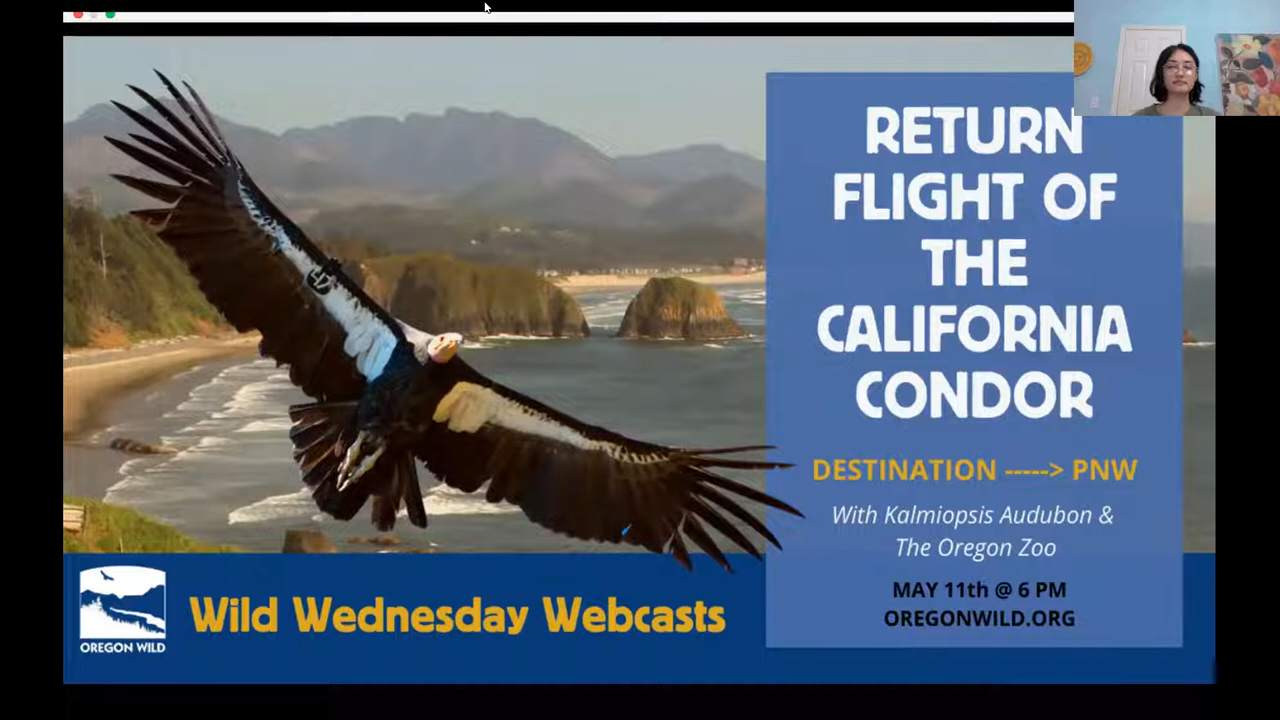 RETURN
FLIGHT OF
THE
CALIFORNIA
CONDOR
DESTINATION -----> PNW
With Kalmiopsis Audubon &
The Oregon Zoo
MAY 11th @ 6 PM
OREGONWILD.ORG
Wild Wednesday Webcasts
OREGON WILD